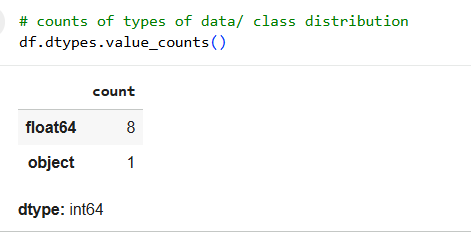 # counts of types of data/ class distribution
df.dtypes.value_counts()
count
float64 8
object 1
dtype: int64